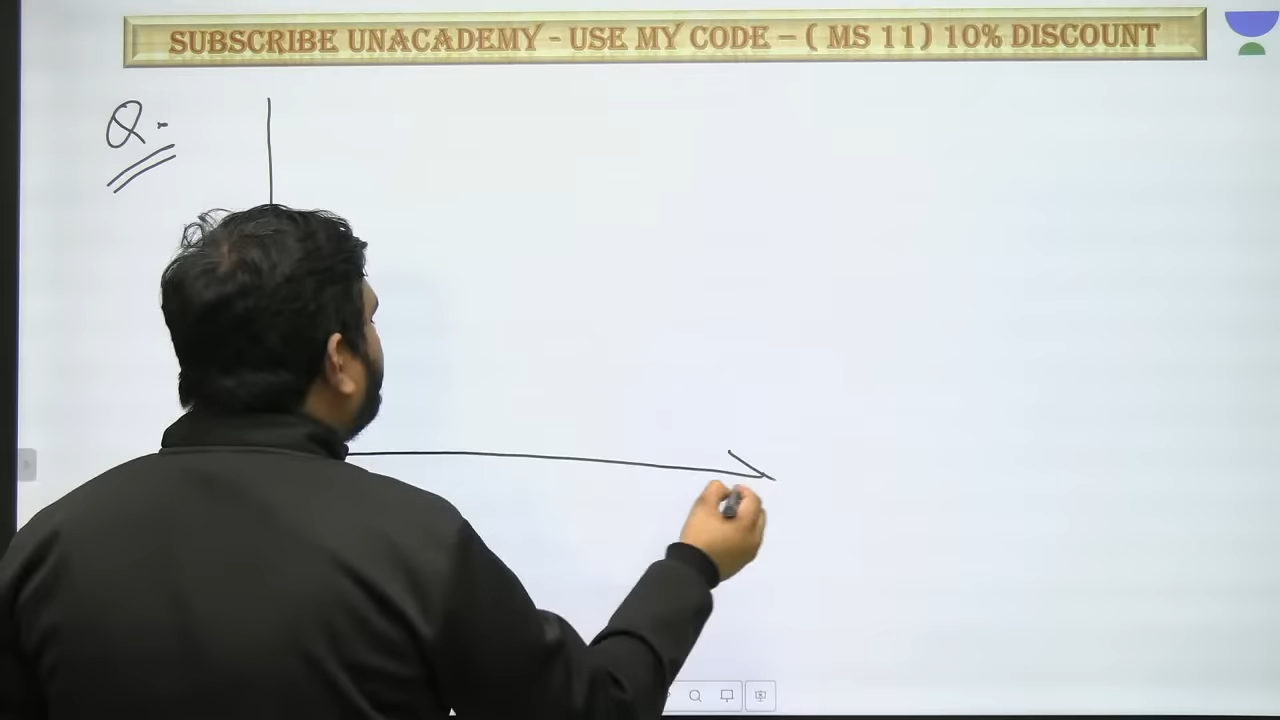 SUBSCRIBE UNACADEMY - USE MY CODE – ( MS 11) 10% DISCOUNT
Q.